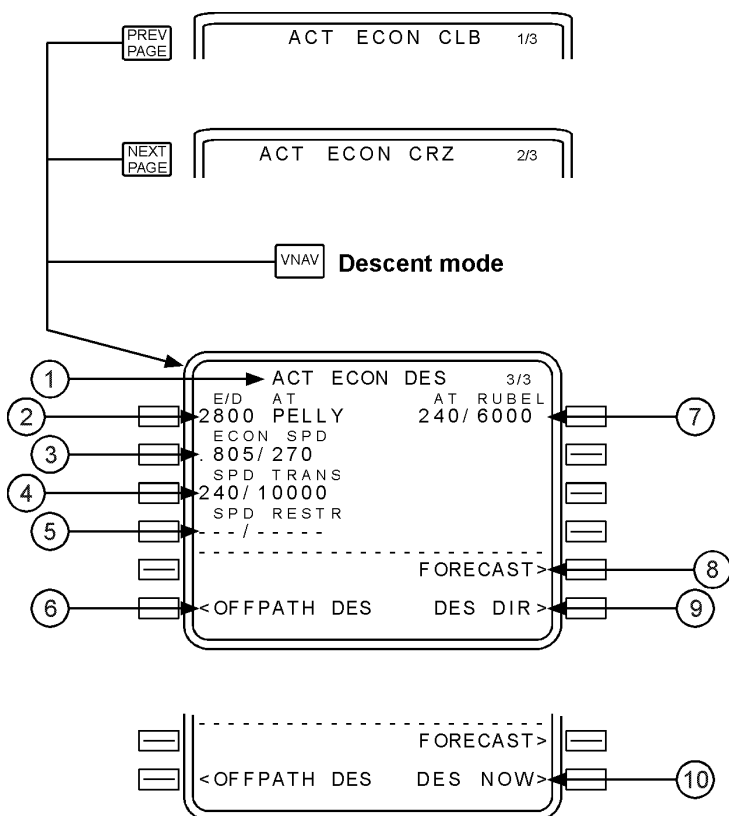 PREV
PAGE
ACT ECON CLB 1/3
NEXT
PAGE
ACT ECON CRZ 2/3
VNAV Descent mode
1 ACT ECON DES 3/3
E/D AT AT RUBEL
2 2800 PELLY 240/6000 7
ECON SPD
3 .805/270
SPD TRANS
4 240/10000
SPD RESTR
5 ---/-----
--------------------------
FORECAST> 8
6 <OFFPATH DES DES DIR> 9
--------------------------
FORECAST>
<OFFPATH DES DES NOW> 10